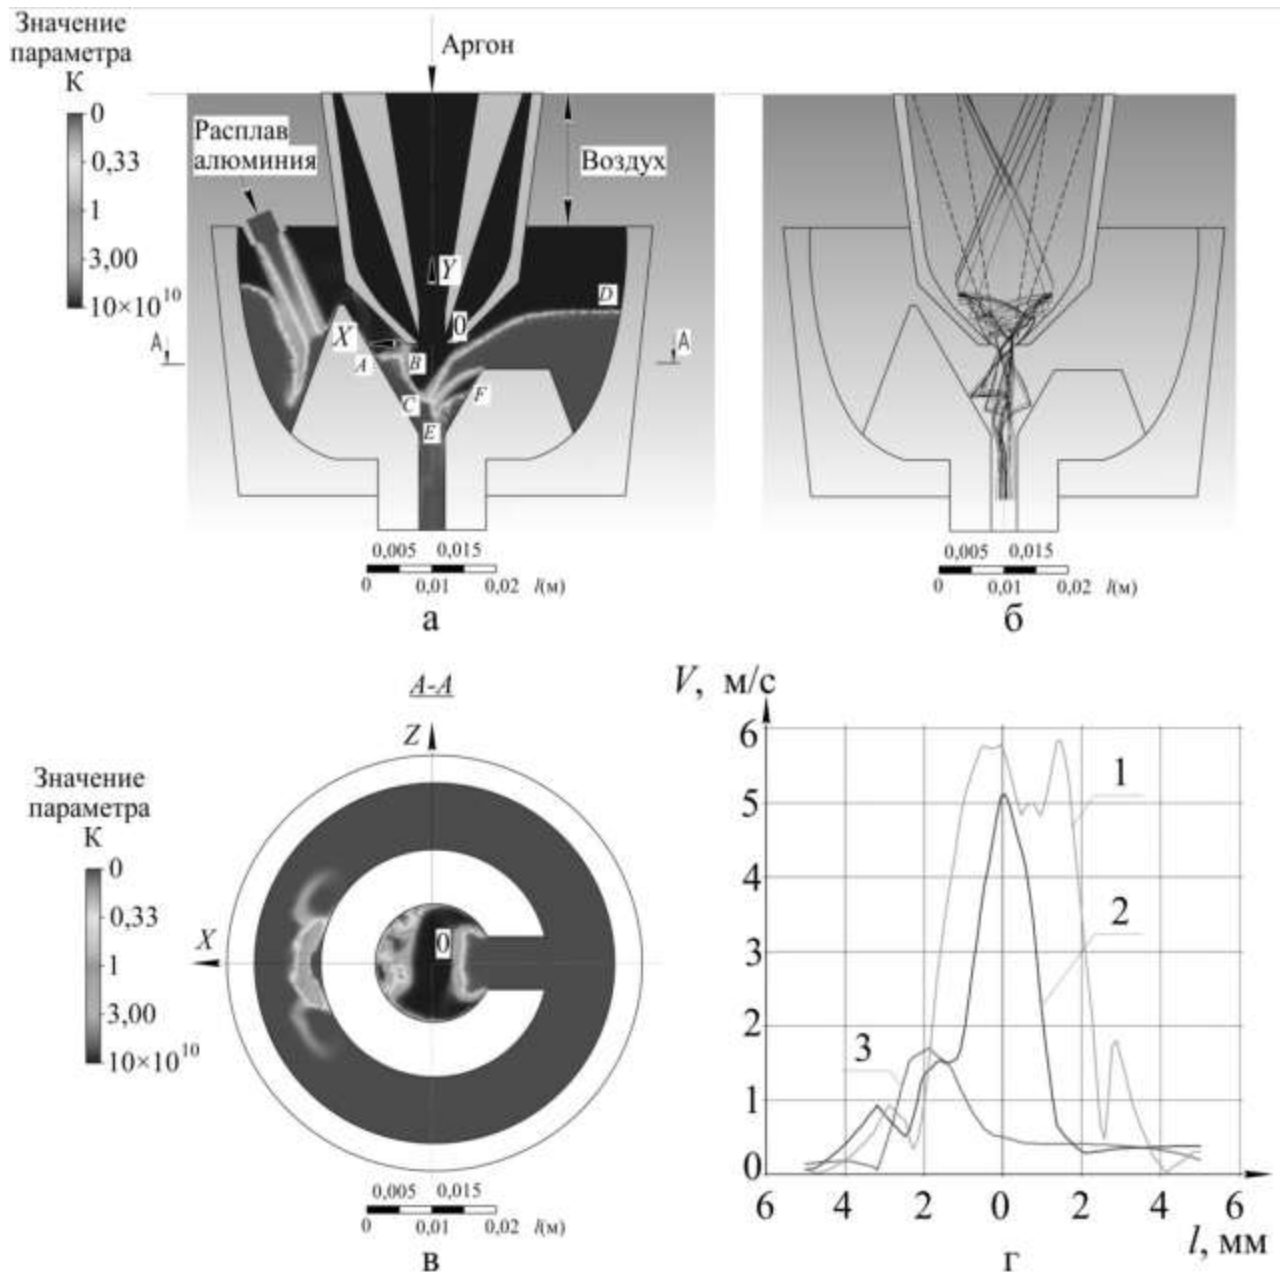 Значение
параметра
К
0
0,33
1
3,00
10×10¹⁰
Аргон
Расплав
алюминия
Воздух
Y
X
0
A
B
C
D
E
F
А
А
0,005 0,015
0 0,01 0,02 l(м)
а
0,005 0,015
0 0,01 0,02 l(м)
б
А-А
Значение
параметра
К
0
0,33
1
3,00
10×10¹⁰
Z
X
0
0,005 0,015
0 0,01 0,02 l(м)
в
V, м/с
6
5
4
3
2
1
0
1
2
3
6 4 2 0 2 4 6
l, мм
г